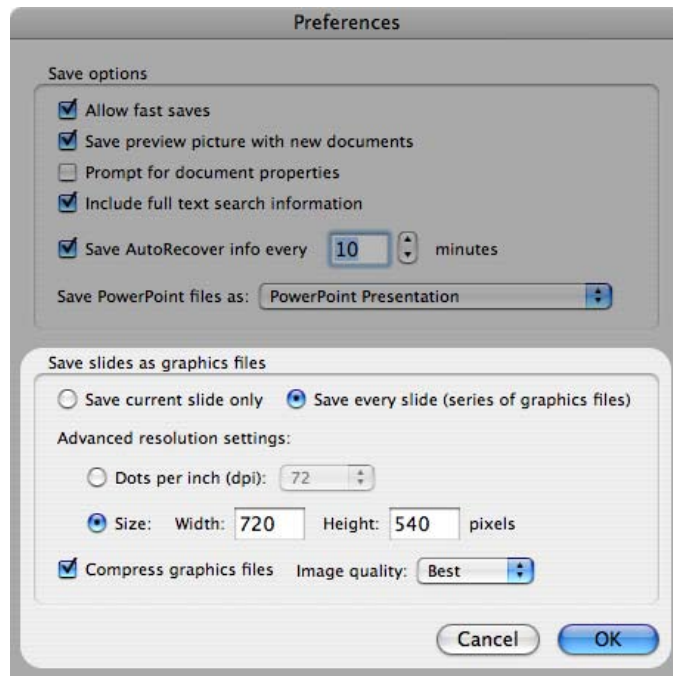 Preferences
Save options
Allow fast saves
Save preview picture with new documents
Prompt for document properties
Include full text search information
Save AutoRecover info every 10 minutes
Save PowerPoint files as: PowerPoint Presentation
Save slides as graphics files
Save current slide only Save every slide (series of graphics files)
Advanced resolution settings:
Dots per inch (dpi): 72
Size: Width: 720 Height: 540 pixels
Compress graphics files Image quality: Best
Cancel OK